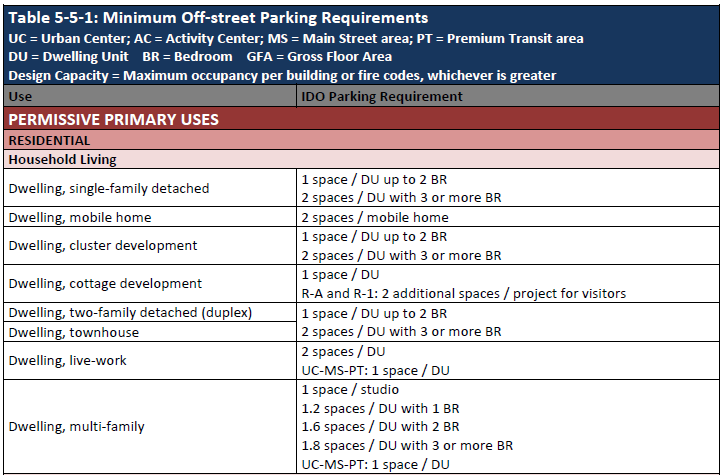 Table 5-5-1: Minimum Off-street Parking Requirements
UC = Urban Center; AC = Activity Center; MS = Main Street area; PT = Premium Transit area
DU = Dwelling Unit BR = Bedroom GFA = Gross Floor Area
Design Capacity = Maximum occupancy per building or fire codes, whichever is greater
Use IDO Parking Requirement
PERMISSIVE PRIMARY USES
RESIDENTIAL
Household Living
Dwelling, single-family detached
1 space / DU up to 2 BR
2 spaces / DU with 3 or more BR
Dwelling, mobile home
2 spaces / mobile home
Dwelling, cluster development
1 space / DU up to 2 BR
2 spaces / DU with 3 or more BR
Dwelling, cottage development
1 space / DU
R-A and R-1: 2 additional spaces / project for visitors
Dwelling, two-family detached (duplex)
Dwelling, townhouse
1 space / DU up to 2 BR
2 spaces / DU with 3 or more BR
Dwelling, live-work
2 spaces / DU
UC-MS-PT: 1 space / DU
Dwelling, multi-family
1 space / studio
1.2 spaces / DU with 1 BR
1.6 spaces / DU with 2 BR
1.8 spaces / DU with 3 or more BR
UC-MS-PT: 1 space / DU